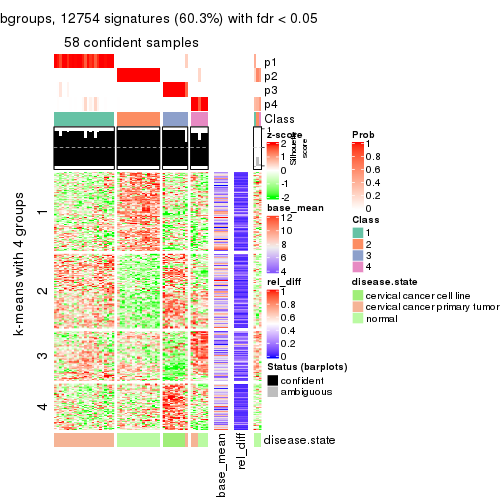 bgroups, 12754 signatures (60.3%) with fdr < 0.05
58 confident samples
p1
p2
p3
p4
Class
1
Silhouette
score
k-means with 4 groups
1
2
3
4
base_mean
rel_diff
disease.state
z-score
2
1
0
-1
-2
base_mean
12
10
8
6
4
rel_diff
1
0.8
0.6
0.4
0.2
0
Status (barplots)
confident
ambiguous
Prob
1
0.8
0.6
0.4
0.2
0
Class
1
2
3
4
disease.state
cervical cancer cell line
cervical cancer primary tumor
normal